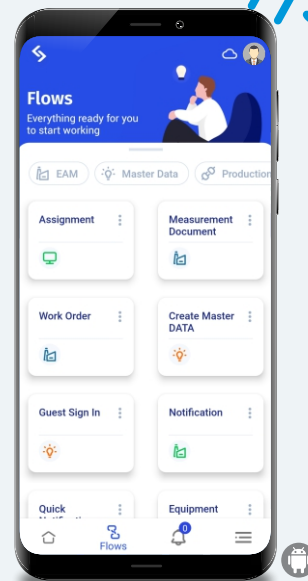 Flows
Everything ready for you
to start working
EAM
Master Data
Production
Assignment
Measurement
Document
Work Order
Create Master
DATA
Guest Sign In
Notification
Quick
Equipment
0
Flows